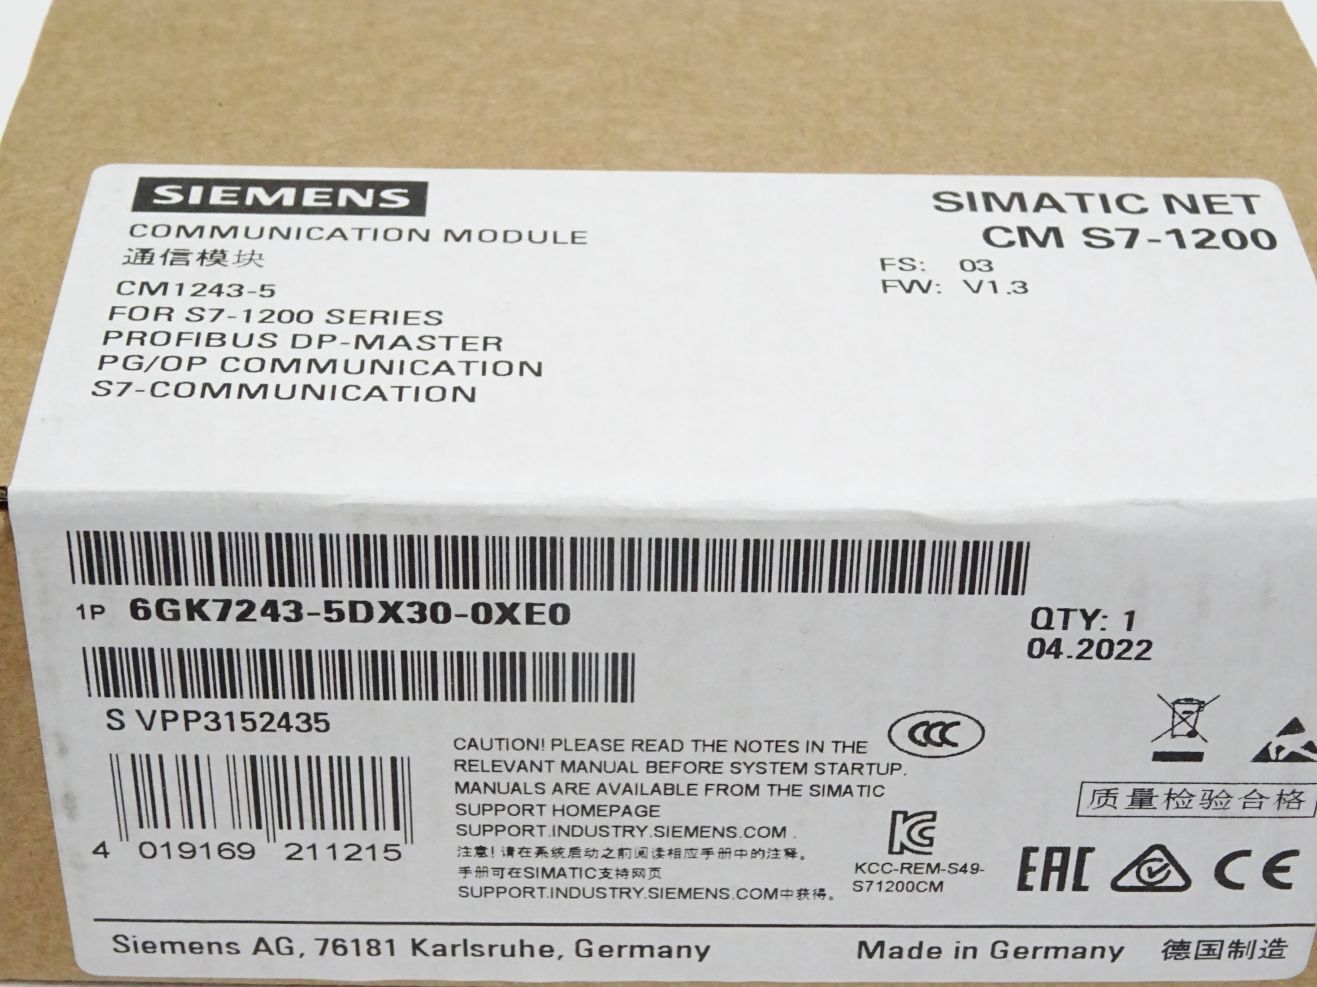 SIEMENS
COMMUNICATION MODULE
通信模块
CM1243-5
FOR S7-1200 SERIES
PROFIBUS DP-MASTER
PG/OP COMMUNICATION
S7-COMMUNICATION
SIMATIC NET
CM S7-1200
FS: 03
FW: V1.3
1P 6GK7243-5DX30-0XE0
QTY: 1
04.2022
S VPP3152435
4 019169 211215
CAUTION! PLEASE READ THE NOTES IN THE
RELEVANT MANUAL BEFORE SYSTEM STARTUP.
MANUALS ARE AVAILABLE FROM THE SIMATIC
SUPPORT HOMEPAGE
SUPPORT.INDUSTRY.SIEMENS.COM .
注意! 请在系统启动之前阅读相应手册中的注释。
手册可在SIMATIC支持网页
SUPPORT.INDUSTRY.SIEMENS.COM中获得。
CCC
KC
KCC-REM-S49-
S71200CM
质量检验合格
EAC
CE
Siemens AG, 76181 Karlsruhe, Germany
Made in Germany 德国制造